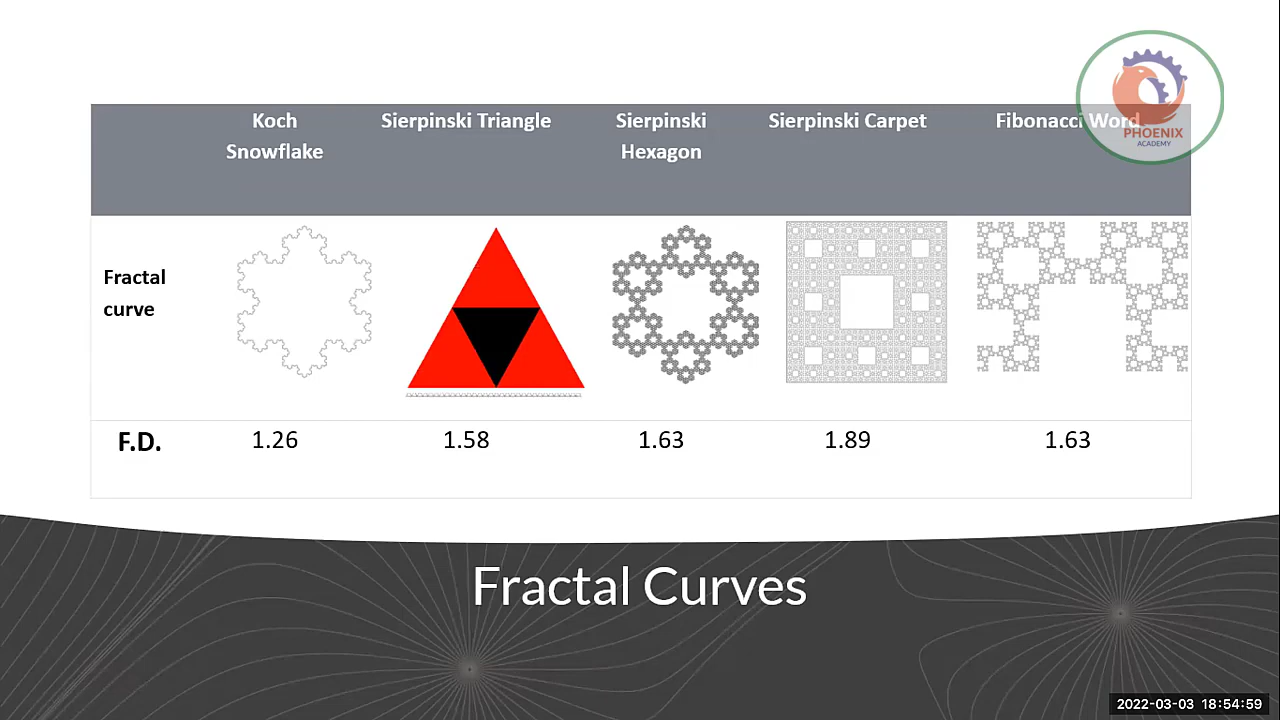 Koch Snowflake
Sierpinski Triangle
Sierpinski Hexagon
Sierpinski Carpet
Fibonacci Word
PHOENIX
ACADEMY
Fractal curve
F.D.
1.26
1.58
1.63
1.89
1.63
Fractal Curves
2022-03-03 18:54:59